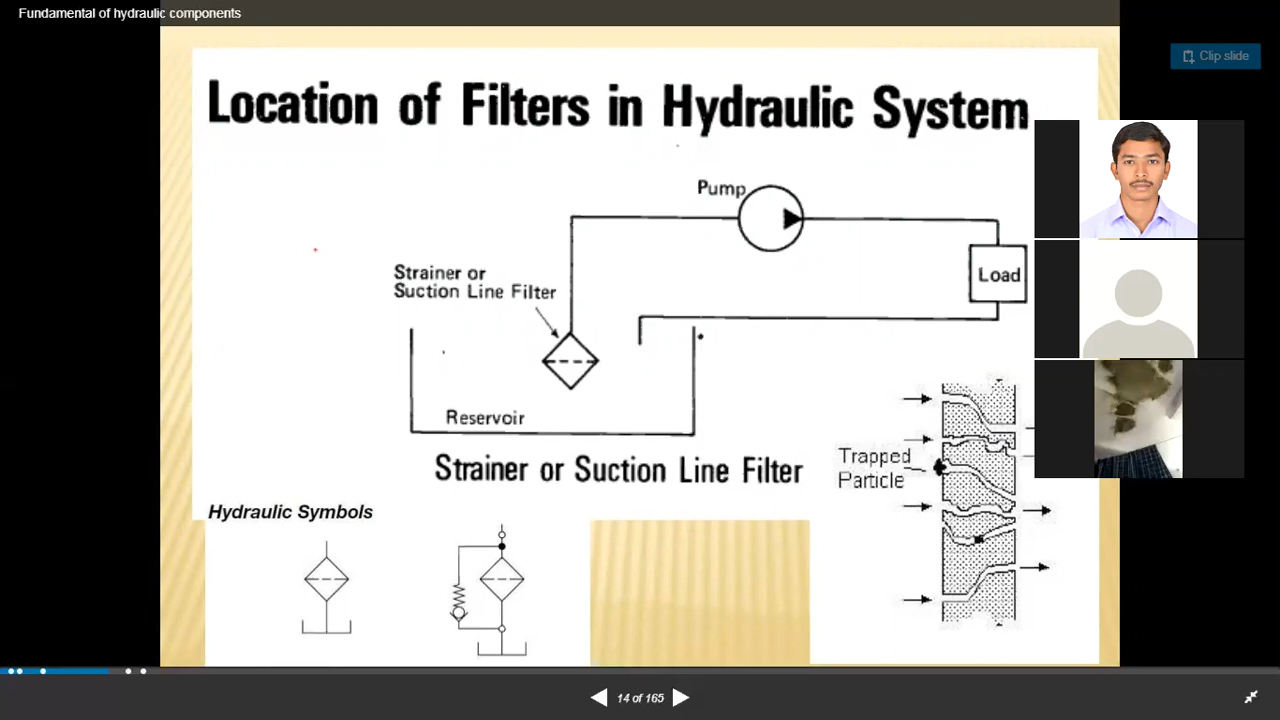 Fundamental of hydraulic components
Clip slide
Location of Filters in Hydraulic System
Pump
Strainer or
Suction Line Filter
Load
Reservoir
Strainer or Suction Line Filter
Trapped
Particle
Hydraulic Symbols
14 of 165